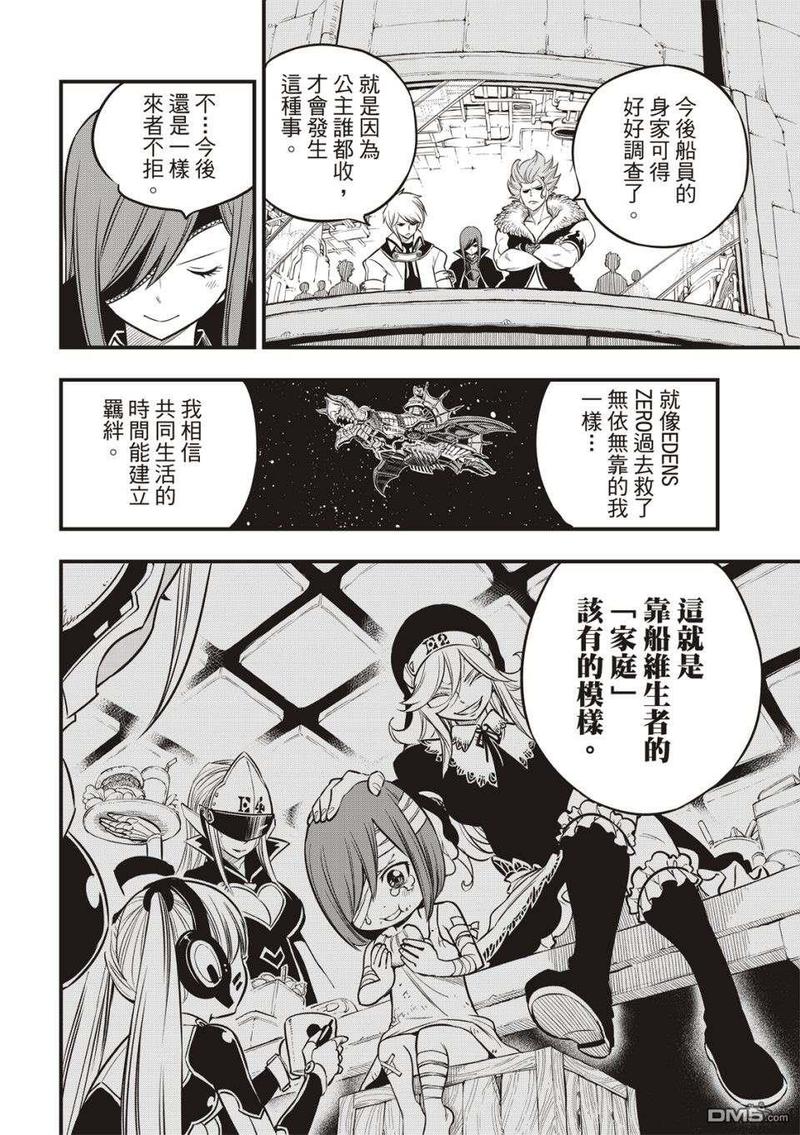 今後船員的
身家可得
好好調查了。
就是因為
公主誰都收，
才會發生
這種事。
不…今後
還是一樣
來者不拒。
就像EDENS
ZERO過去救了
無依無靠的我
一樣…
我相信
共同生活的
時間能建立
羈絆。
這就是
靠船維生者的
「家庭」
該有的模樣。
E2
E4
DM5.com